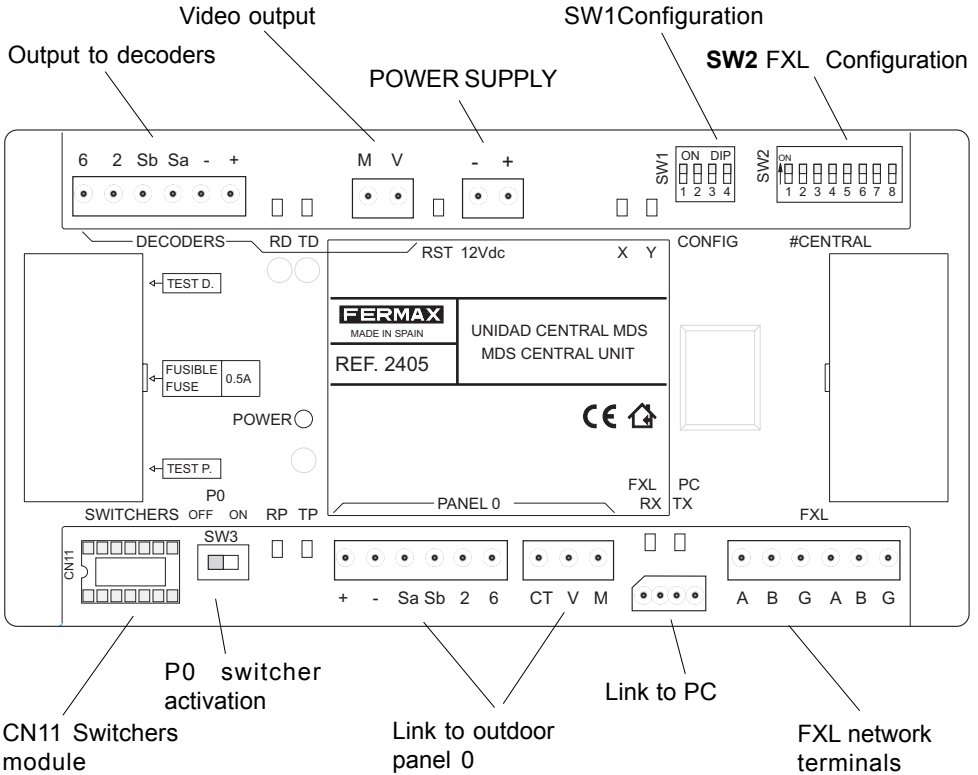 Video output
SW1Configuration
Output to decoders
SW2 FXL Configuration
POWER SUPPLY
6 2 Sb Sa - +
M V
- +
SW1
ON DIP
1 2 3 4
SW2
ON
1 2 3 4 5 6 7 8
DECODERS
RD TD
RST 12Vdc
X Y
CONFIG
#CENTRAL
TEST D.
FERMAX
MADE IN SPAIN
REF. 2405
UNIDAD CENTRAL MDS
MDS CENTRAL UNIT
FUSIBLE
FUSE
0.5A
POWER
CE
TEST P.
P0
SWITCHERS
OFF ON
RP TP
PANEL 0
FXL PC
RX TX
FXL
SW3
CN11
+ - Sa Sb 2 6
CT V M
A B G A B G
P0 switcher
activation
Link to PC
CN11 Switchers
module
Link to outdoor
panel 0
FXL network
terminals